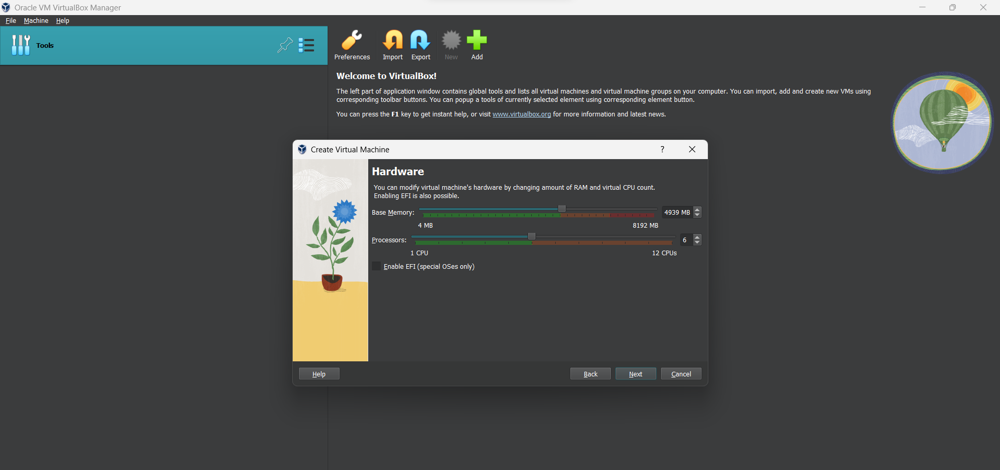 Oracle VM VirtualBox Manager
File Machine Help
Tools
Preferences Import Export New Add
Welcome to VirtualBox!
The left part of application window contains global tools and lists all virtual machines and virtual machine groups on your computer. You can import, add and create new VMs using
corresponding toolbar buttons. You can popup a tools of currently selected element using corresponding element button.
You can press the F1 key to get instant help, or visit www.virtualbox.org for more information and latest news.
Create Virtual Machine ?
Hardware
You can modify virtual machine's hardware by changing amount of RAM and virtual CPU count.
Enabling EFI is also possible.
Base Memory: 4939 MB
4 MB 8192 MB
Processors: 6
1 CPU 12 CPUs
Enable EFI (special OSes only)
Help Back Next Cancel